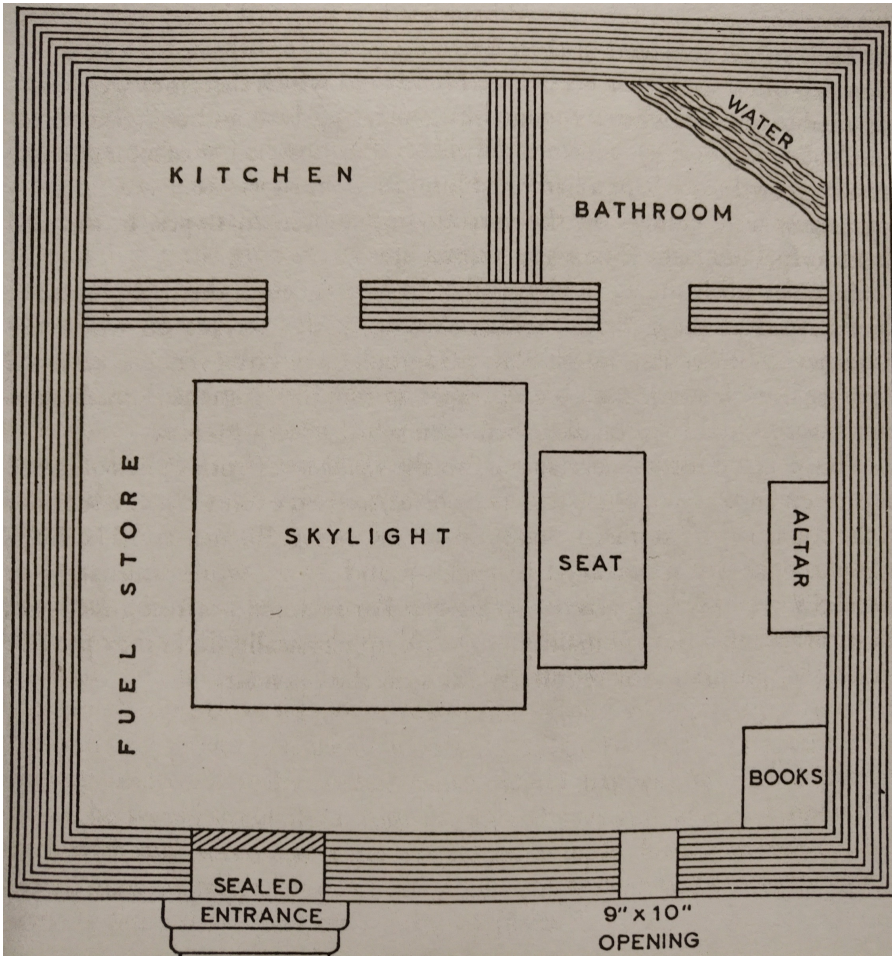 WATER
KITCHEN
BATHROOM
FUEL STORE
SKYLIGHT
SEAT
ALTAR
BOOKS
SEALED
ENTRANCE
9" x 10"
OPENING